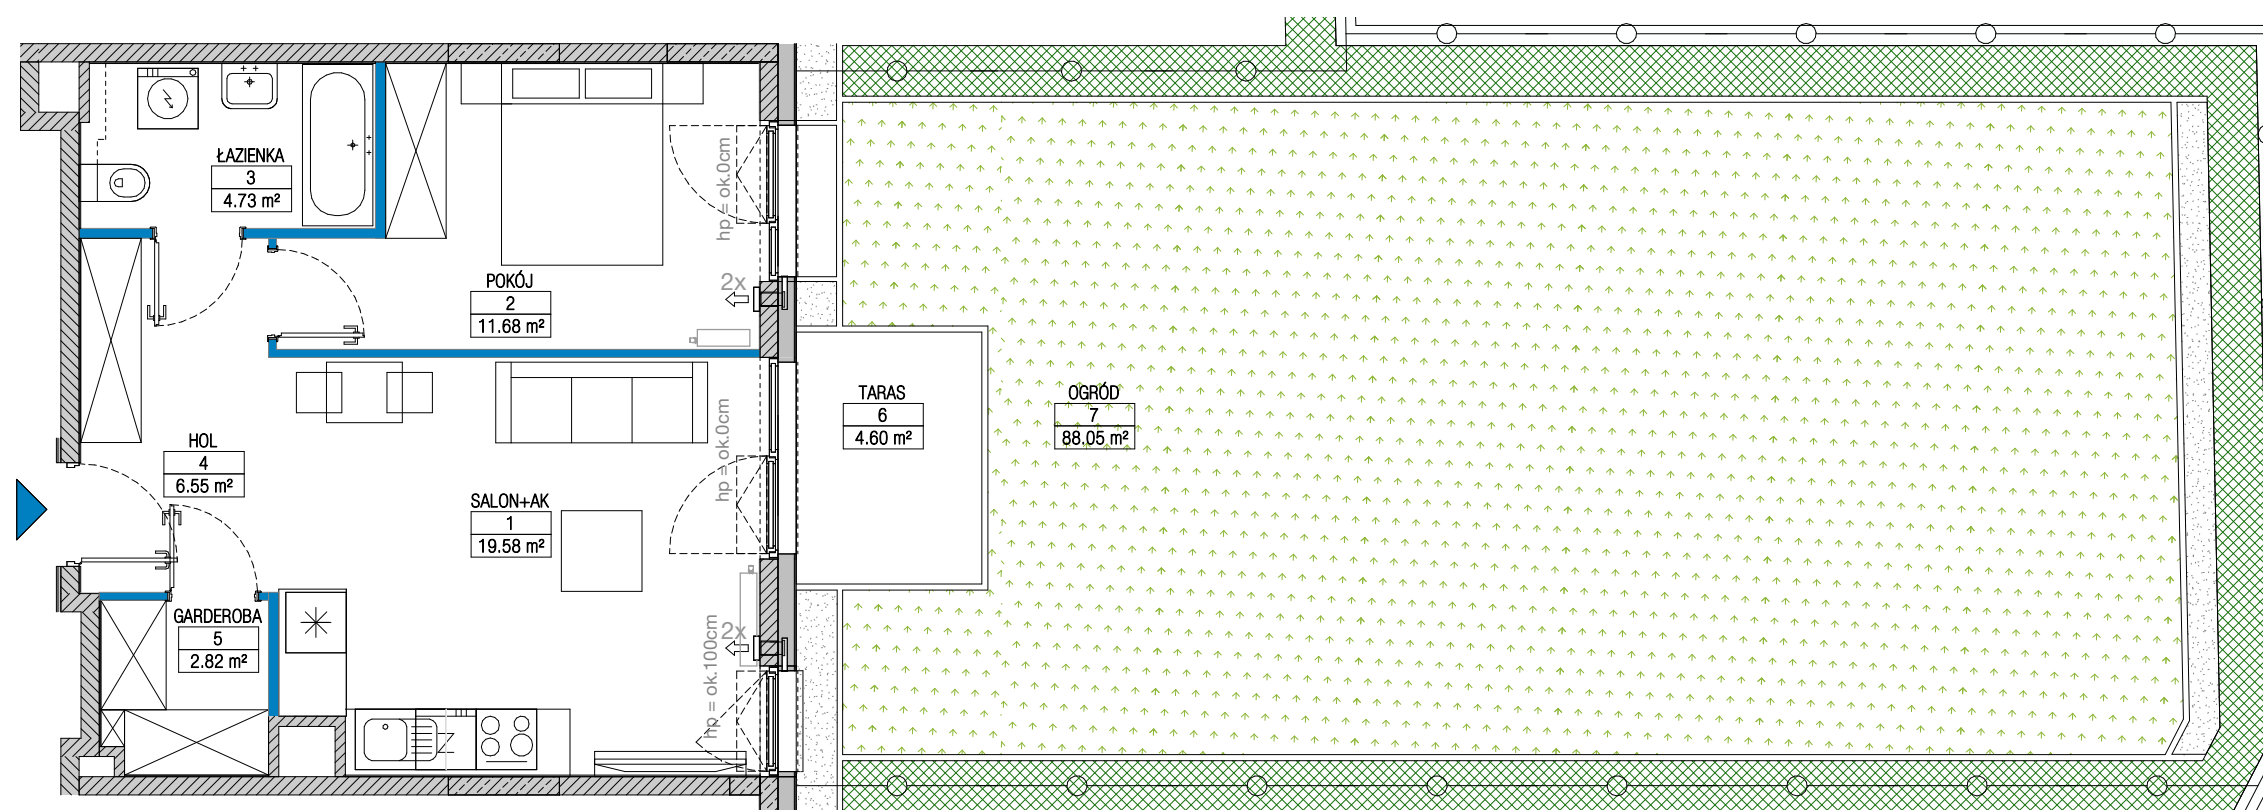 ŁAZIENKA
3
4.73 m²
hp = ok.0cm
POKÓJ
2
11.68 m²
2x
TARAS
6
4.60 m²
OGRÓD
7
88.05 m²
HOL
4
6.55 m²
hp = ok.0cm
SALON+AK
1
19.58 m²
GARDEROBA
5
2.82 m²
2x
hp = ok.100cm
Z